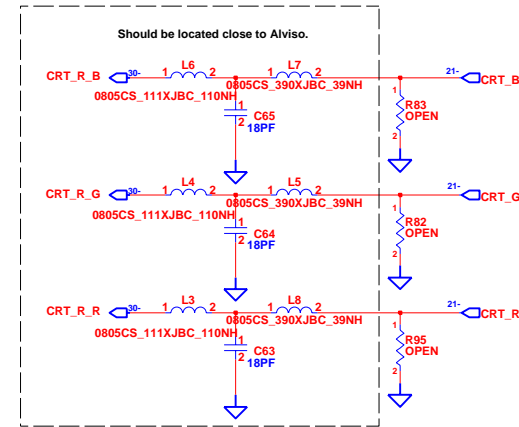 Should be located close to Alviso.
CRT_R_B 30- 1 L6 2 1 L7 2 21- CRT_B
0805CS_390XJBC_39NH
0805CS_111XJBC_110NH
1 C65
2 18PF
1 R83
OPEN
2
CRT_R_G 30- 1 L4 2 1 L5 2 21- CRT_G
0805CS_390XJBC_39NH
0805CS_111XJBC_110NH
1 C64
2 18PF
1 R82
OPEN
2
CRT_R_R 30- 1 L3 2 1 L8 2 21- CRT_R
0805CS_390XJBC_39NH
0805CS_111XJBC_110NH
1 C63
2 18PF
1 R95
OPEN
2